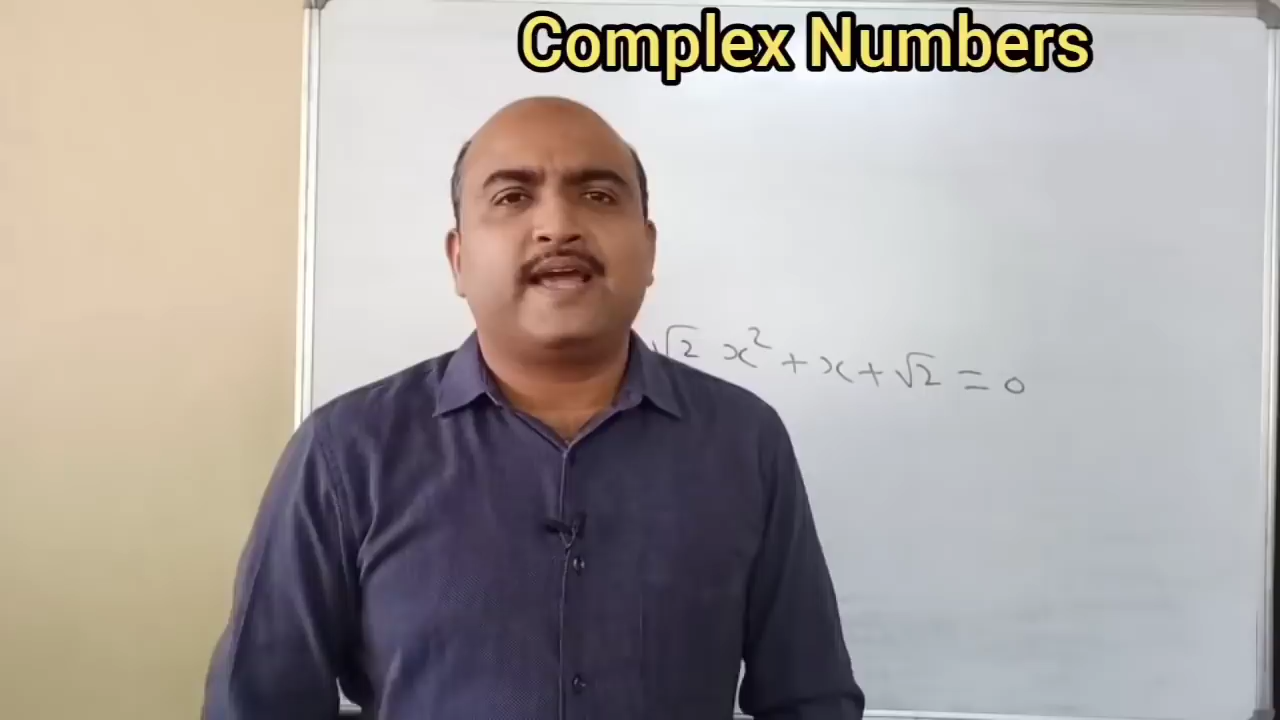 Complex Numbers
√2 x² + x + √2 = 0